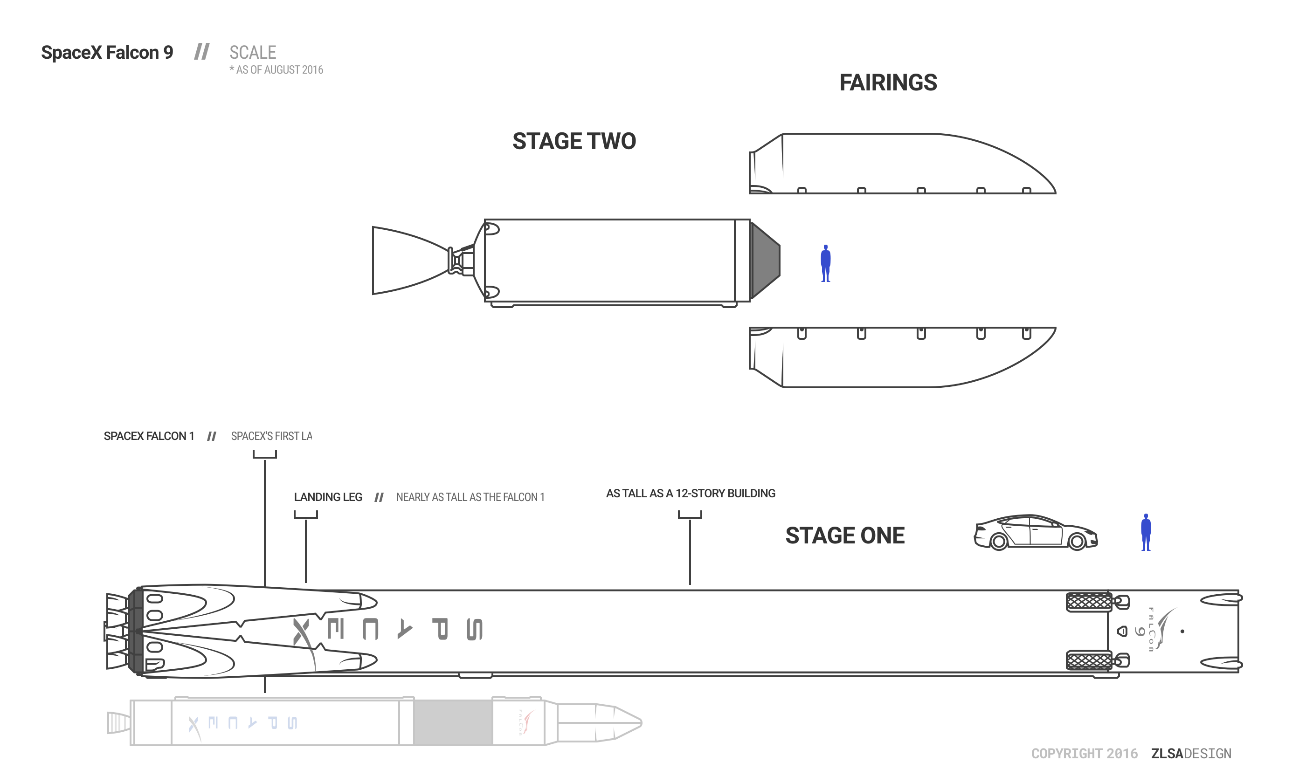 SpaceX Falcon 9 // SCALE
* AS OF AUGUST 2016
FAIRINGS
STAGE TWO
SPACEX FALCON 1 // SPACEX'S FIRST LA
LANDING LEG // NEARLY AS TALL AS THE FALCON 1
AS TALL AS A 12-STORY BUILDING
STAGE ONE
SPACEX
FALCON
9
SPACEX
FALCON
COPYRIGHT 2016 ZLSADESIGN